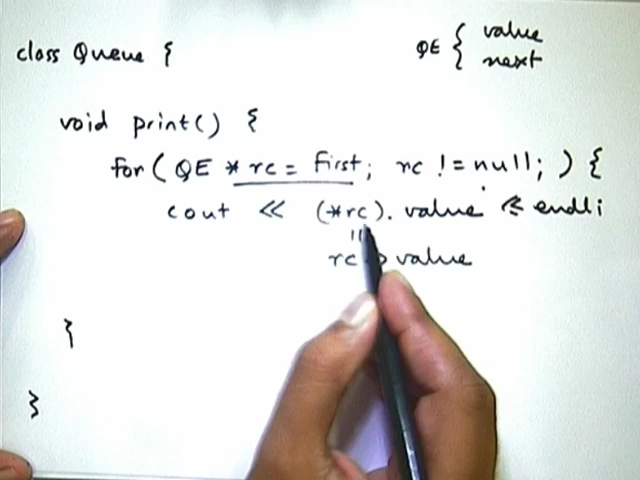 class Queue {
QE { value
next
void print() {
for( QE * rc = first; rc != null; ) {
cout << (*rc). value << endl;
"
rc value
}
}